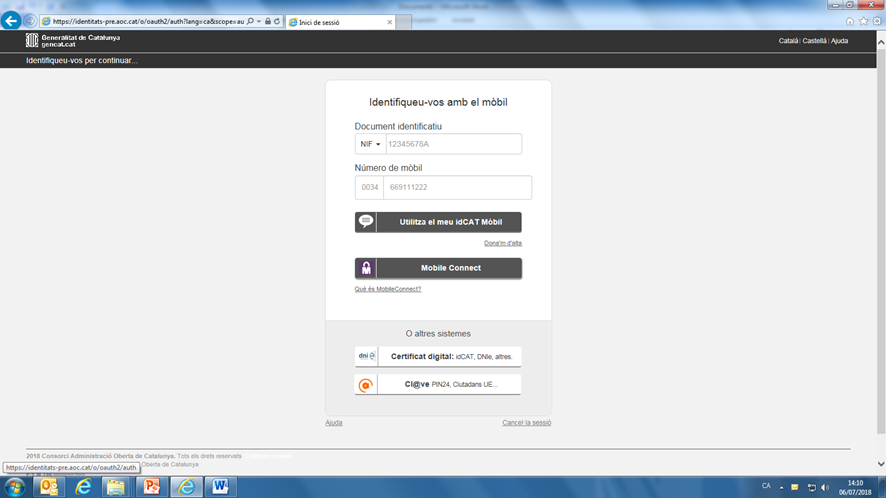 https://identitats-pre.aoc.cat/o/oauth2/auth?lang=ca&scope=au
Inici de sessió
Generalitat de Catalunya
gencat.cat
Català | Castellà | Ajuda
Identifiqueu-vos per continuar...
Identifiqueu-vos amb el mòbil
Document identificatiu
NIF 12345678A
Número de mòbil
0034 669111222
Utilitza el meu idCAT Mòbil
Dona'm d'alta
Mobile Connect
Què és MobileConnect?
O altres sistemes
dni e Certificat digital: idCAT, DNIe, altres.
Cl@ve PIN24, Ciutadans UE...
Ajuda Cancel·la sessió
2018 Consorci Administració Oberta de Catalunya. Tots els drets reservats
https://identitats-pre.aoc.cat/o/oauth2/auth Oberta de Catalunya
CA 14:10
06/07/2018